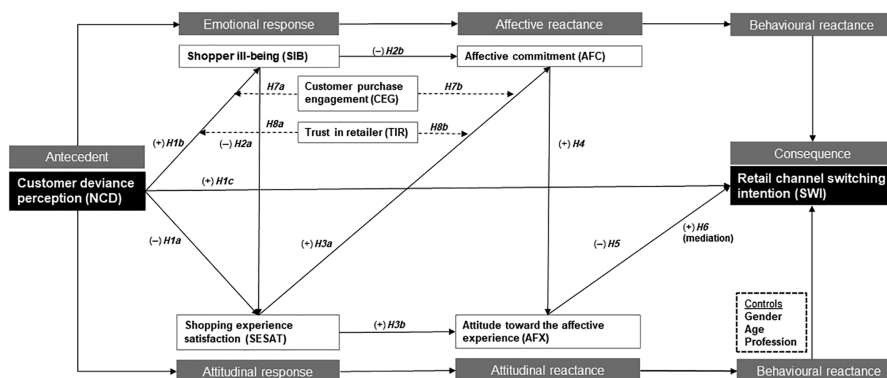 Emotional response
Affective reactance
Behavioural reactance
Shopper ill-being (SIB)
(−) H2b
Affective commitment (AFC)
H7a
Customer purchase
engagement (CEG)
H7b
H8a
Trust in retailer (TIR)
H8b
(+) H1b
(−) H2a
(+) H4
Antecedent
Consequence
Customer deviance
perception (NCD)
(+) H1c
Retail channel switching
intention (SWI)
(−) H1a
(+) H3a
(−) H5
(+) H6
(mediation)
Controls
Gender
Age
Profession
Shopping experience
satisfaction (SESAT)
(+) H3b
Attitude toward the affective
experience (AFX)
Attitudinal response
Attitudinal reactance
Behavioural reactance